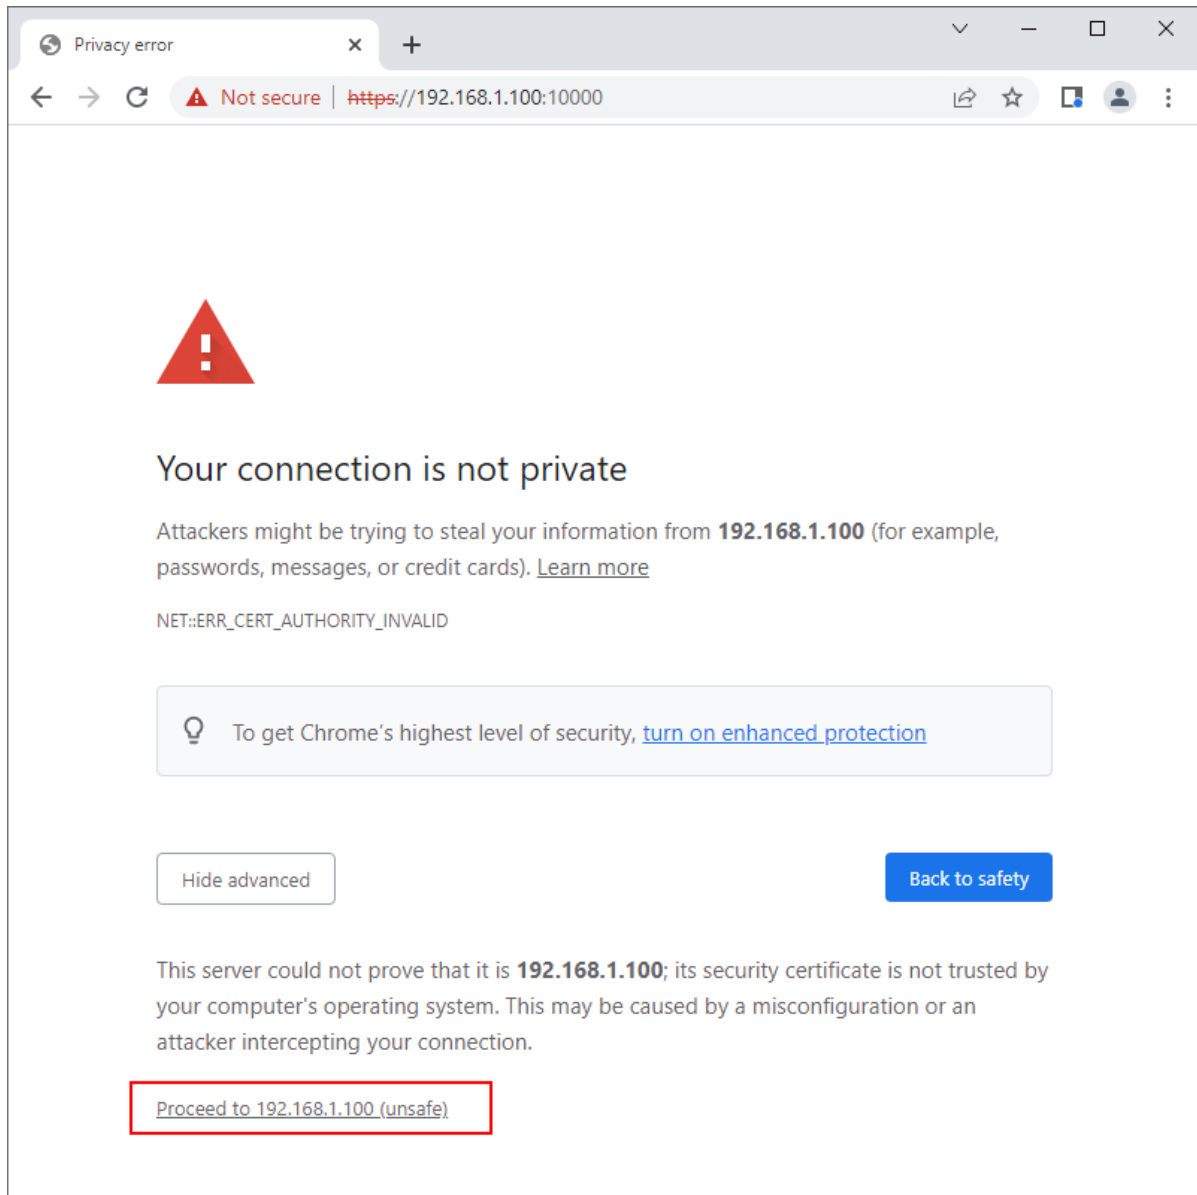 Privacy error
Not secure | https://192.168.1.100:10000
Your connection is not private
Attackers might be trying to steal your information from 192.168.1.100 (for example,
passwords, messages, or credit cards). Learn more
NET::ERR_CERT_AUTHORITY_INVALID
To get Chrome's highest level of security, turn on enhanced protection
Hide advanced
Back to safety
This server could not prove that it is 192.168.1.100; its security certificate is not trusted by
your computer's operating system. This may be caused by a misconfiguration or an
attacker intercepting your connection.
Proceed to 192.168.1.100 (unsafe)